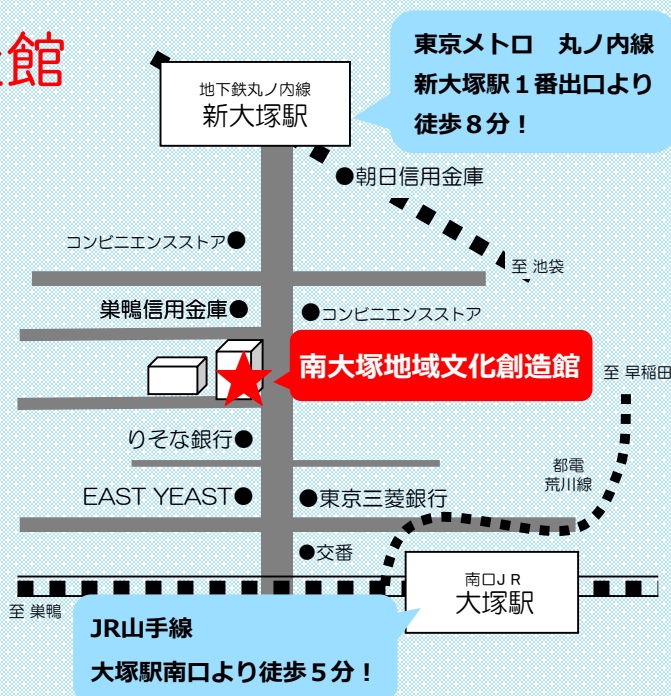 館
東京メトロ　丸ノ内線
新大塚駅１番出口より
徒歩８分！
地下鉄丸ノ内線
新大塚駅
●朝日信用金庫
コンビニエンスストア●
至 池袋
巣鴨信用金庫●
●コンビニエンスストア
南大塚地域文化創造館
至 早稲田
りそな銀行●
都電
荒川線
EAST YEAST●
●東京三菱銀行
●交番
南口ＪＲ
大塚駅
至 巣鴨
JR山手線
大塚駅南口より徒歩５分！